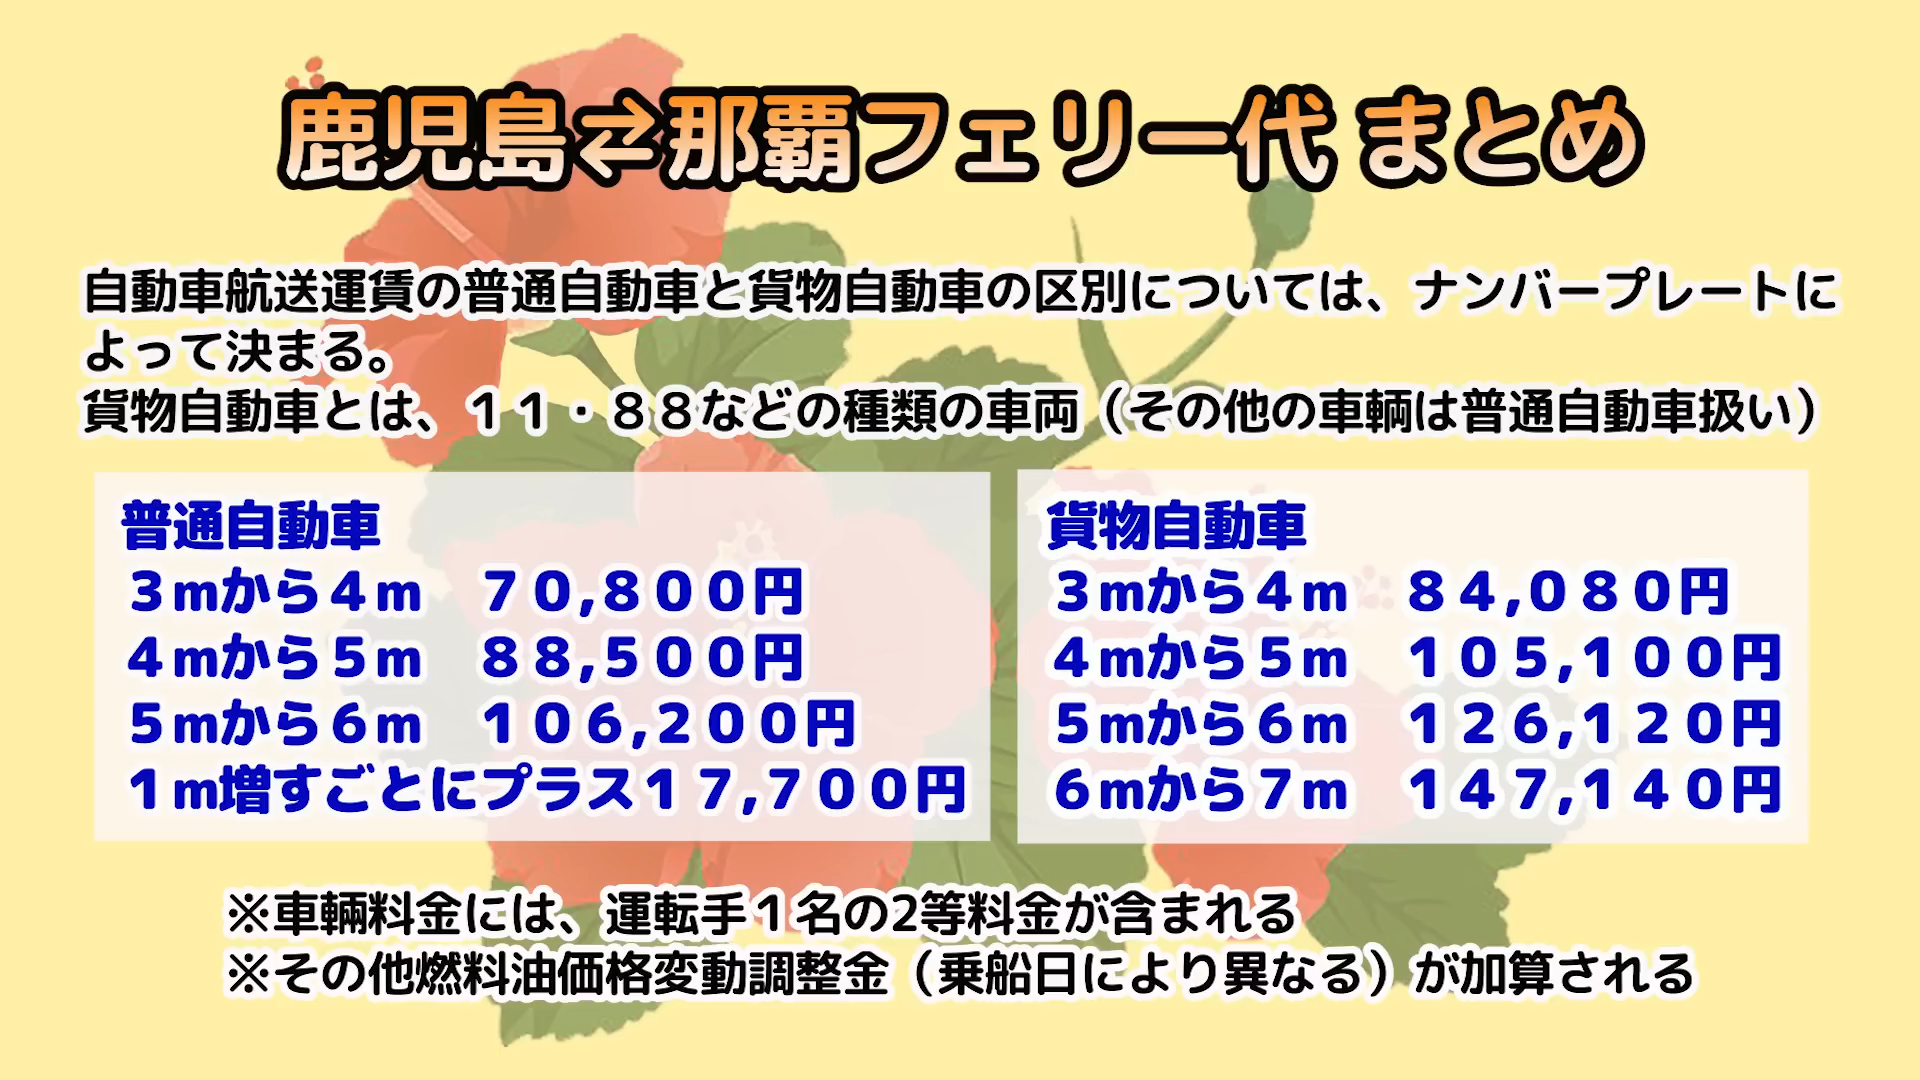 鹿児島⇄那覇フェリー代 まとめ
自動車航送運賃の普通自動車と貨物自動車の区別については、ナンバープレートに
よって決まる。
貨物自動車とは、１１・８８などの種類の車両（その他の車輌は普通自動車扱い）
普通自動車
３ｍから４ｍ　７０,８００円
４ｍから５ｍ　８８,５００円
５ｍから６ｍ　１０６,２００円
１ｍ増すごとにプラス１７,７００円
貨物自動車
３ｍから４ｍ　８４,０８０円
４ｍから５ｍ　１０５,１００円
５ｍから６ｍ　１２６,１２０円
６ｍから７ｍ　１４７,１４０円
※車輌料金には、運転手１名の2等料金が含まれる
※その他燃料油価格変動調整金（乗船日により異なる）が加算される